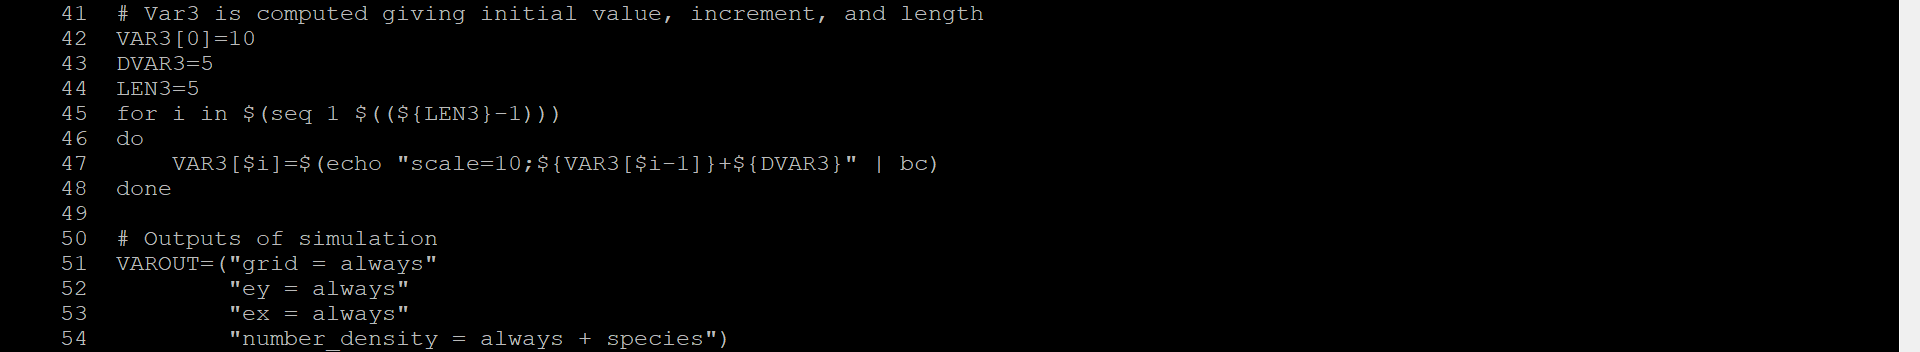 41 # Var3 is computed giving initial value, increment, and length
42 VAR3[0]=10
43 DVAR3=5
44 LEN3=5
45 for i in $(seq 1 $((${LEN3}-1)))
46 do
47     VAR3[$i]=$(echo "scale=10;${VAR3[$i-1]}+${DVAR3}" | bc)
48 done
49
50 # Outputs of simulation
51 VAROUT=("grid = always"
52         "ey = always"
53         "ex = always"
54         "number_density = always + species")